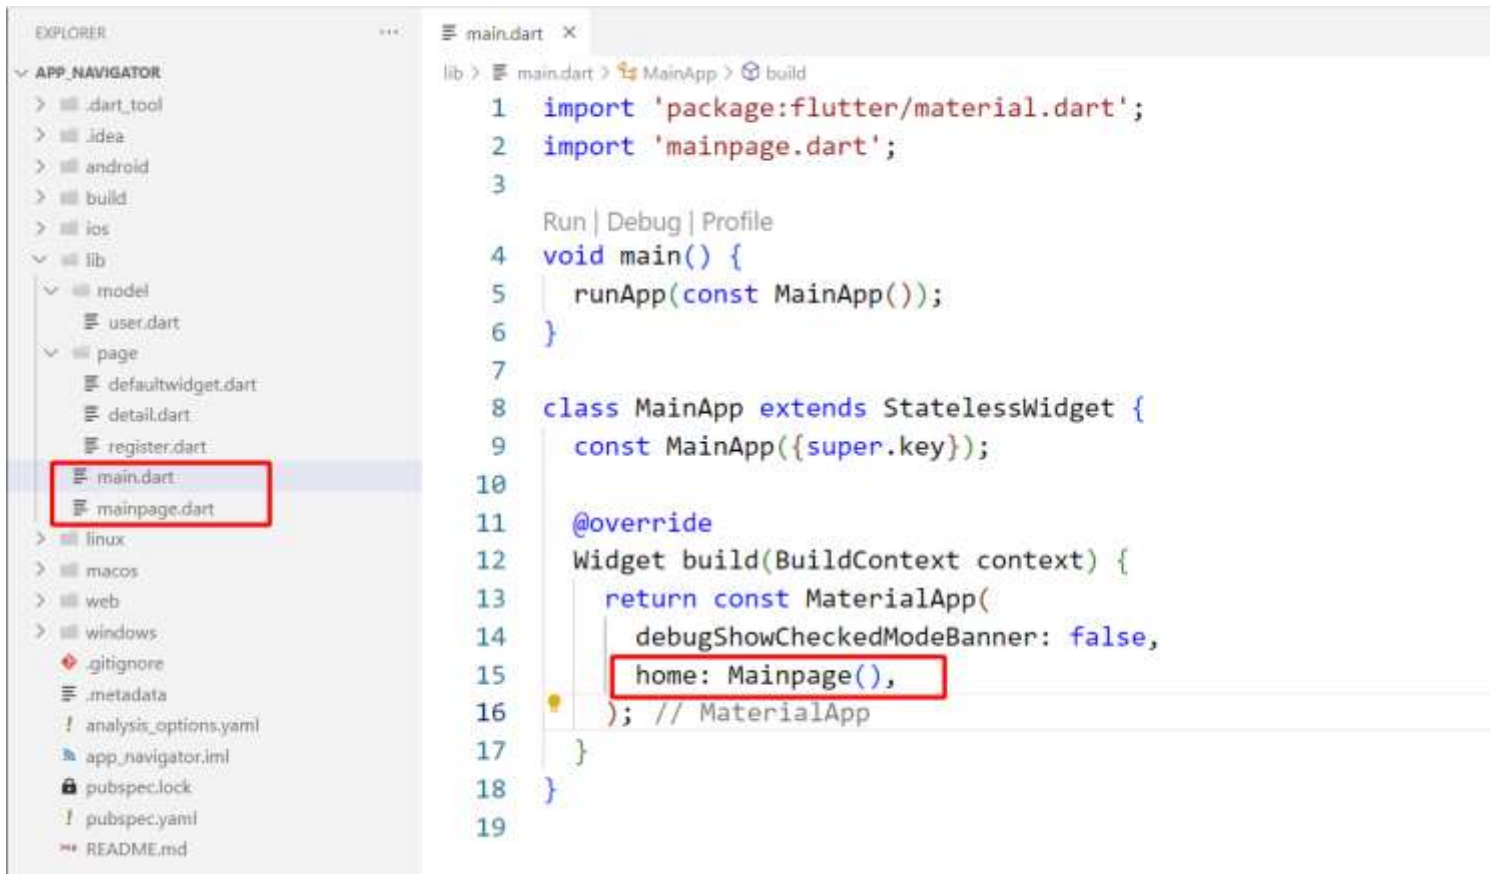 EXPLORER
APP_NAVIGATOR
.dart_tool
.idea
android
build
ios
lib
model
user.dart
page
defaultwidget.dart
detail.dart
register.dart
main.dart
mainpage.dart
linux
macos
web
windows
.gitignore
.metadata
analysis_options.yaml
app_navigator.iml
pubspec.lock
pubspec.yaml
README.md
main.dart
lib > main.dart > MainApp > build
1 import 'package:flutter/material.dart';
2 import 'mainpage.dart';
3
Run | Debug | Profile
4 void main() {
5 runApp(const MainApp());
6 }
7
8 class MainApp extends StatelessWidget {
9 const MainApp({super.key});
10
11 @override
12 Widget build(BuildContext context) {
13 return const MaterialApp(
14 debugShowCheckedModeBanner: false,
15 home: Mainpage(),
16 ); // MaterialApp
17 }
18 }
19